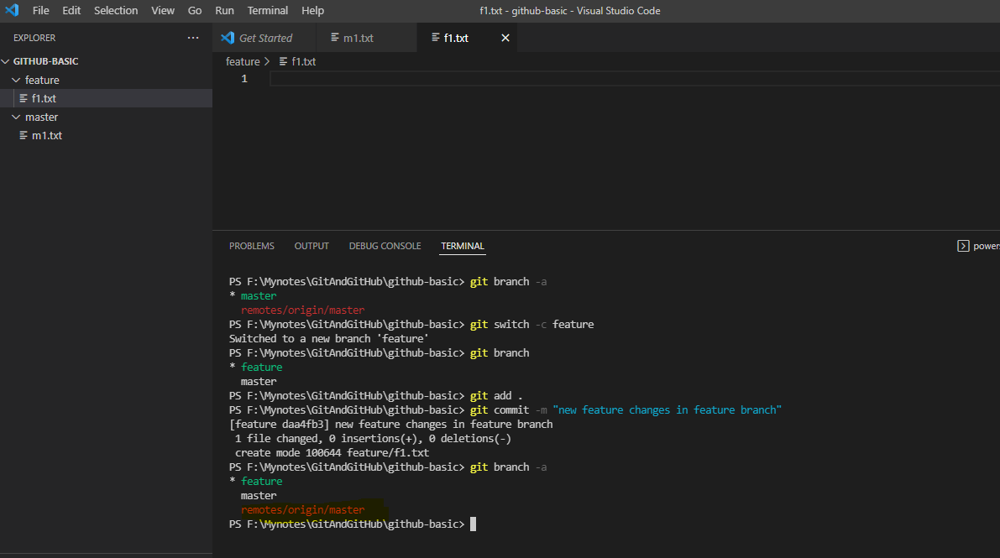 File Edit Selection View Go Run Terminal Help f1.txt - github-basic - Visual Studio Code
EXPLORER ...
GITHUB-BASIC
feature
f1.txt
master
m1.txt
Get Started m1.txt f1.txt
feature > f1.txt
1
PROBLEMS OUTPUT DEBUG CONSOLE TERMINAL powers
PS F:\Mynotes\GitAndGitHub\github-basic> git branch -a
* master
remotes/origin/master
PS F:\Mynotes\GitAndGitHub\github-basic> git switch -c feature
Switched to a new branch 'feature'
PS F:\Mynotes\GitAndGitHub\github-basic> git branch
* feature
master
PS F:\Mynotes\GitAndGitHub\github-basic> git add .
PS F:\Mynotes\GitAndGitHub\github-basic> git commit -m "new feature changes in feature branch"
[feature daa4fb3] new feature changes in feature branch
1 file changed, 0 insertions(+), 0 deletions(-)
create mode 100644 feature/f1.txt
PS F:\Mynotes\GitAndGitHub\github-basic> git branch -a
* feature
master
remotes/origin/master
PS F:\Mynotes\GitAndGitHub\github-basic>